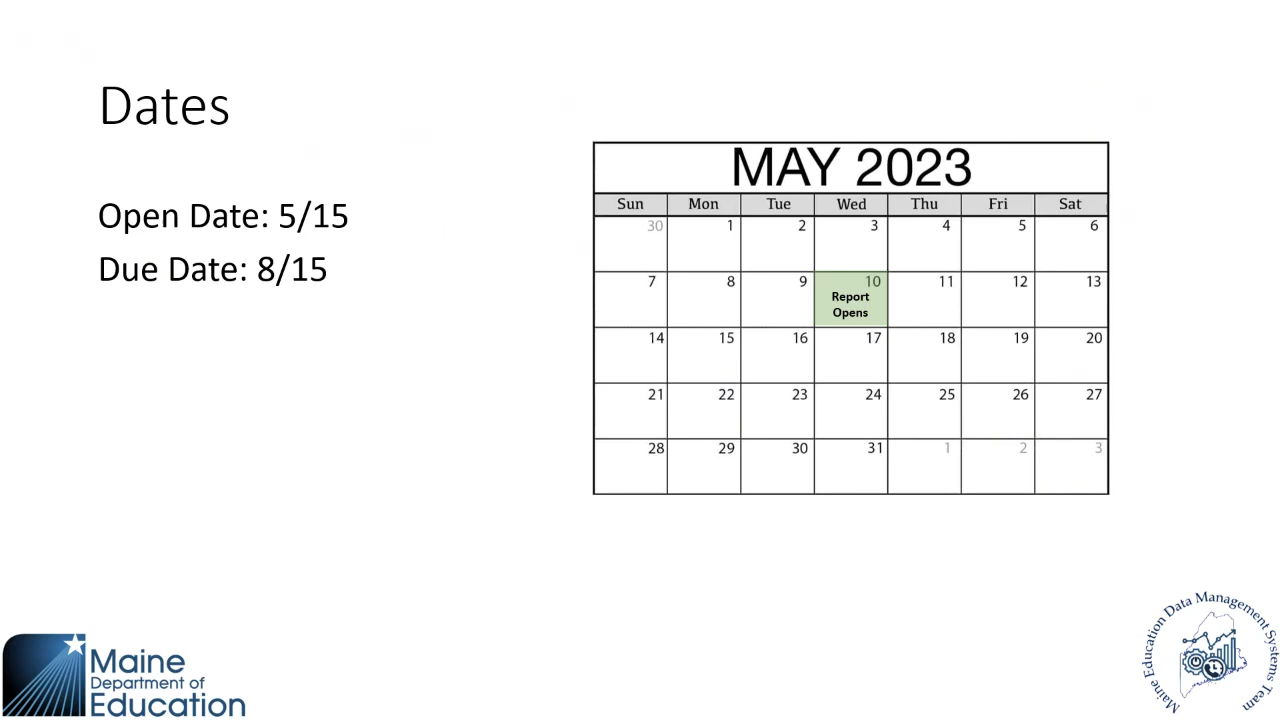 Dates
Open Date: 5/15
Due Date: 8/15
MAY 2023
Sun Mon Tue Wed Thu Fri Sat
30 1 2 3 4 5 6
7 8 9 10 11 12 13
Report
Opens
14 15 16 17 18 19 20
21 22 23 24 25 26 27
28 29 30 31 1 2 3
Maine
Department of
Education
Maine Education Data Management Systems Team